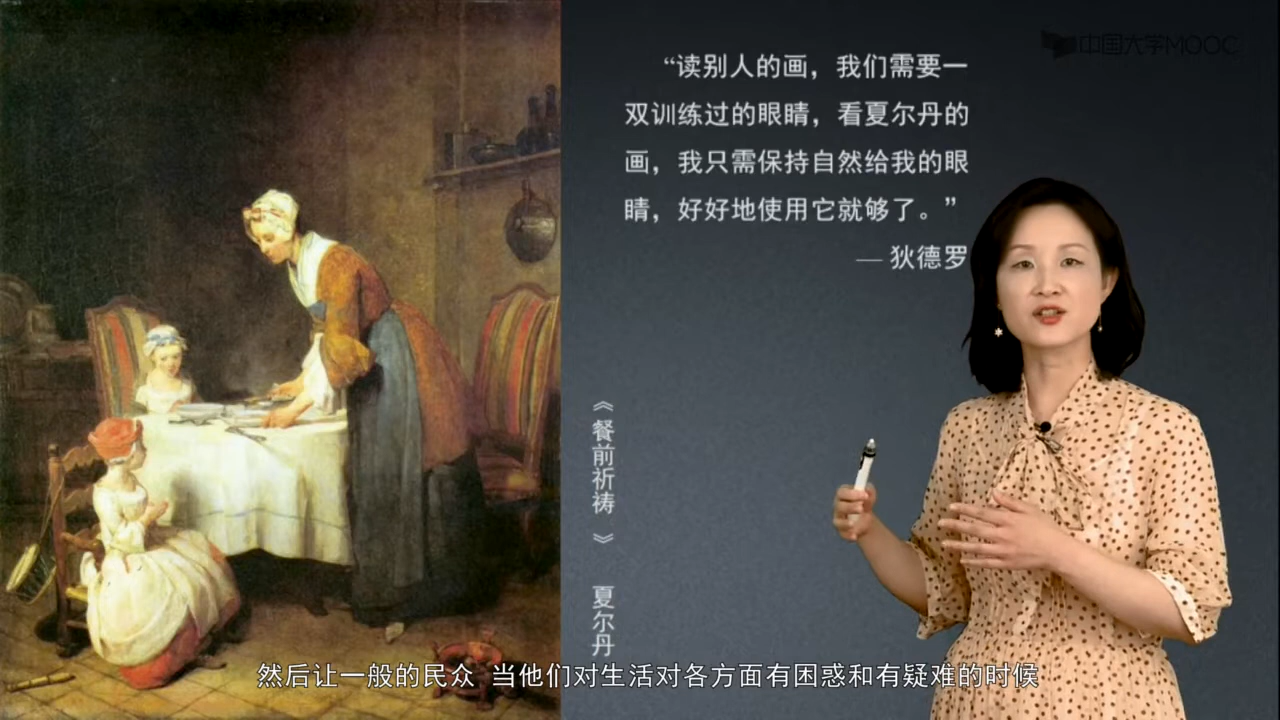 中国大学MOOC
“读别人的画，我们需要一
双训练过的眼睛，看夏尔丹的
画，我只需保持自然给我的眼
睛，好好地使用它就够了。”
— 狄德罗
《餐前祈祷》 夏尔丹
然后让一般的民众 当他们对生活对各方面有困惑和有疑难的时候